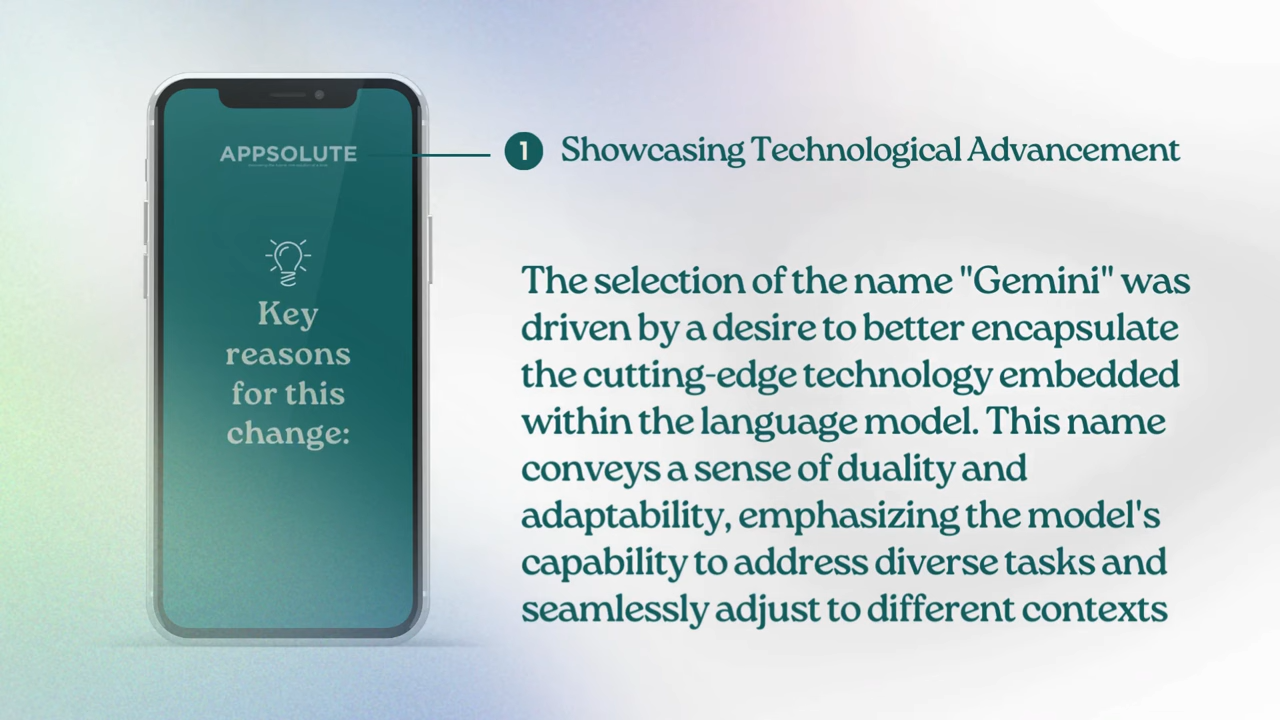 APPSOLUTE
Key
reasons
for this
change:
1 Showcasing Technological Advancement
The selection of the name "Gemini" was
driven by a desire to better encapsulate
the cutting-edge technology embedded
within the language model. This name
conveys a sense of duality and
adaptability, emphasizing the model's
capability to address diverse tasks and
seamlessly adjust to different contexts